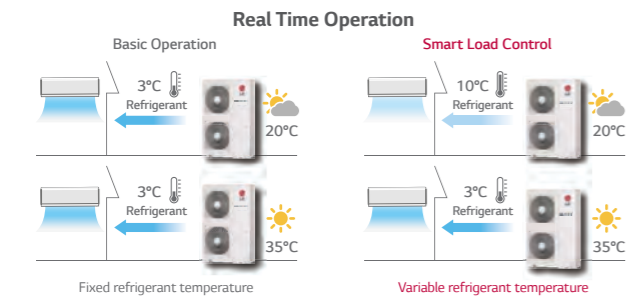 Real Time Operation
Basic Operation
Smart Load Control
3°C
Refrigerant
20°C
10°C
Refrigerant
20°C
3°C
Refrigerant
35°C
3°C
Refrigerant
35°C
Fixed refrigerant temperature
Variable refrigerant temperature